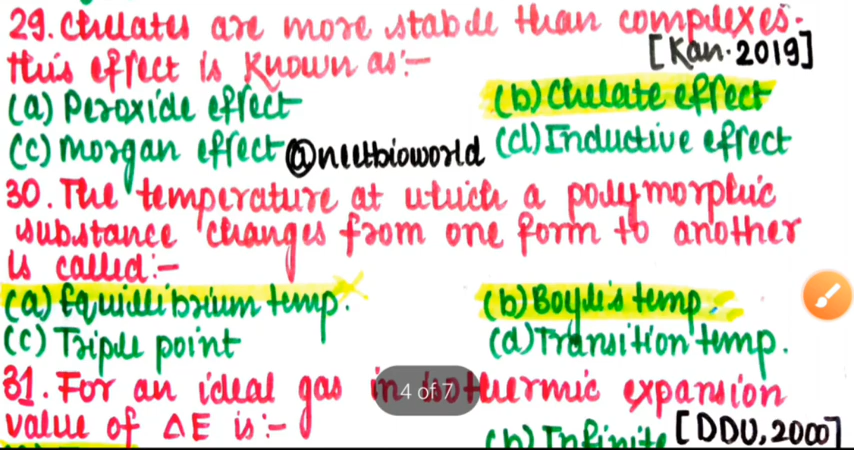 29. Chelates are more stable than complexes.
this effect is known as:-
[Kan. 2019]
(a) Peroxide effect
(b) Chelate effect
(c) Morgan effect
@neetbioworld
(d) Inductive effect
30. The temperature at which a polymorphic
substance changes from one form to another
is called:-
(a) Equillibrium temp.
(b) Boyle's temp.
(c) Triple point
(d) Transition temp.
31. For an ideal gas in isothermic expansion
4 of 7
value of ΔE is:-
[DDU, 2000]
(b) Infinite